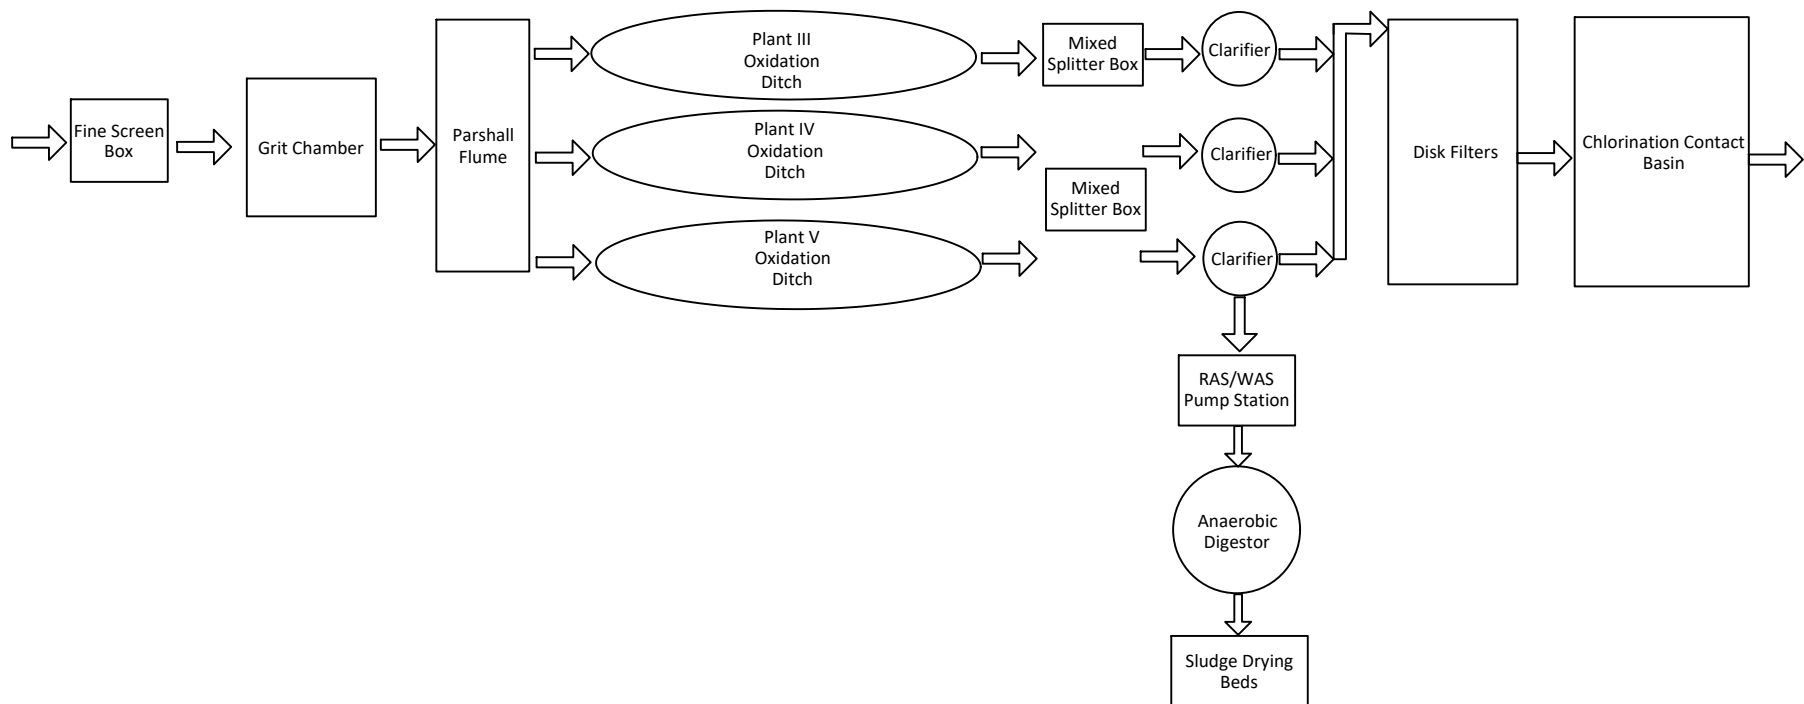 Fine Screen
Box
Grit Chamber
Parshall
Flume
Plant III
Oxidation
Ditch
Plant IV
Oxidation
Ditch
Plant V
Oxidation
Ditch
Mixed
Splitter Box
Mixed
Splitter Box
Clarifier
Clarifier
Clarifier
Disk Filters
Chlorination Contact
Basin
RAS/WAS
Pump Station
Anaerobic
Digestor
Sludge Drying
Beds